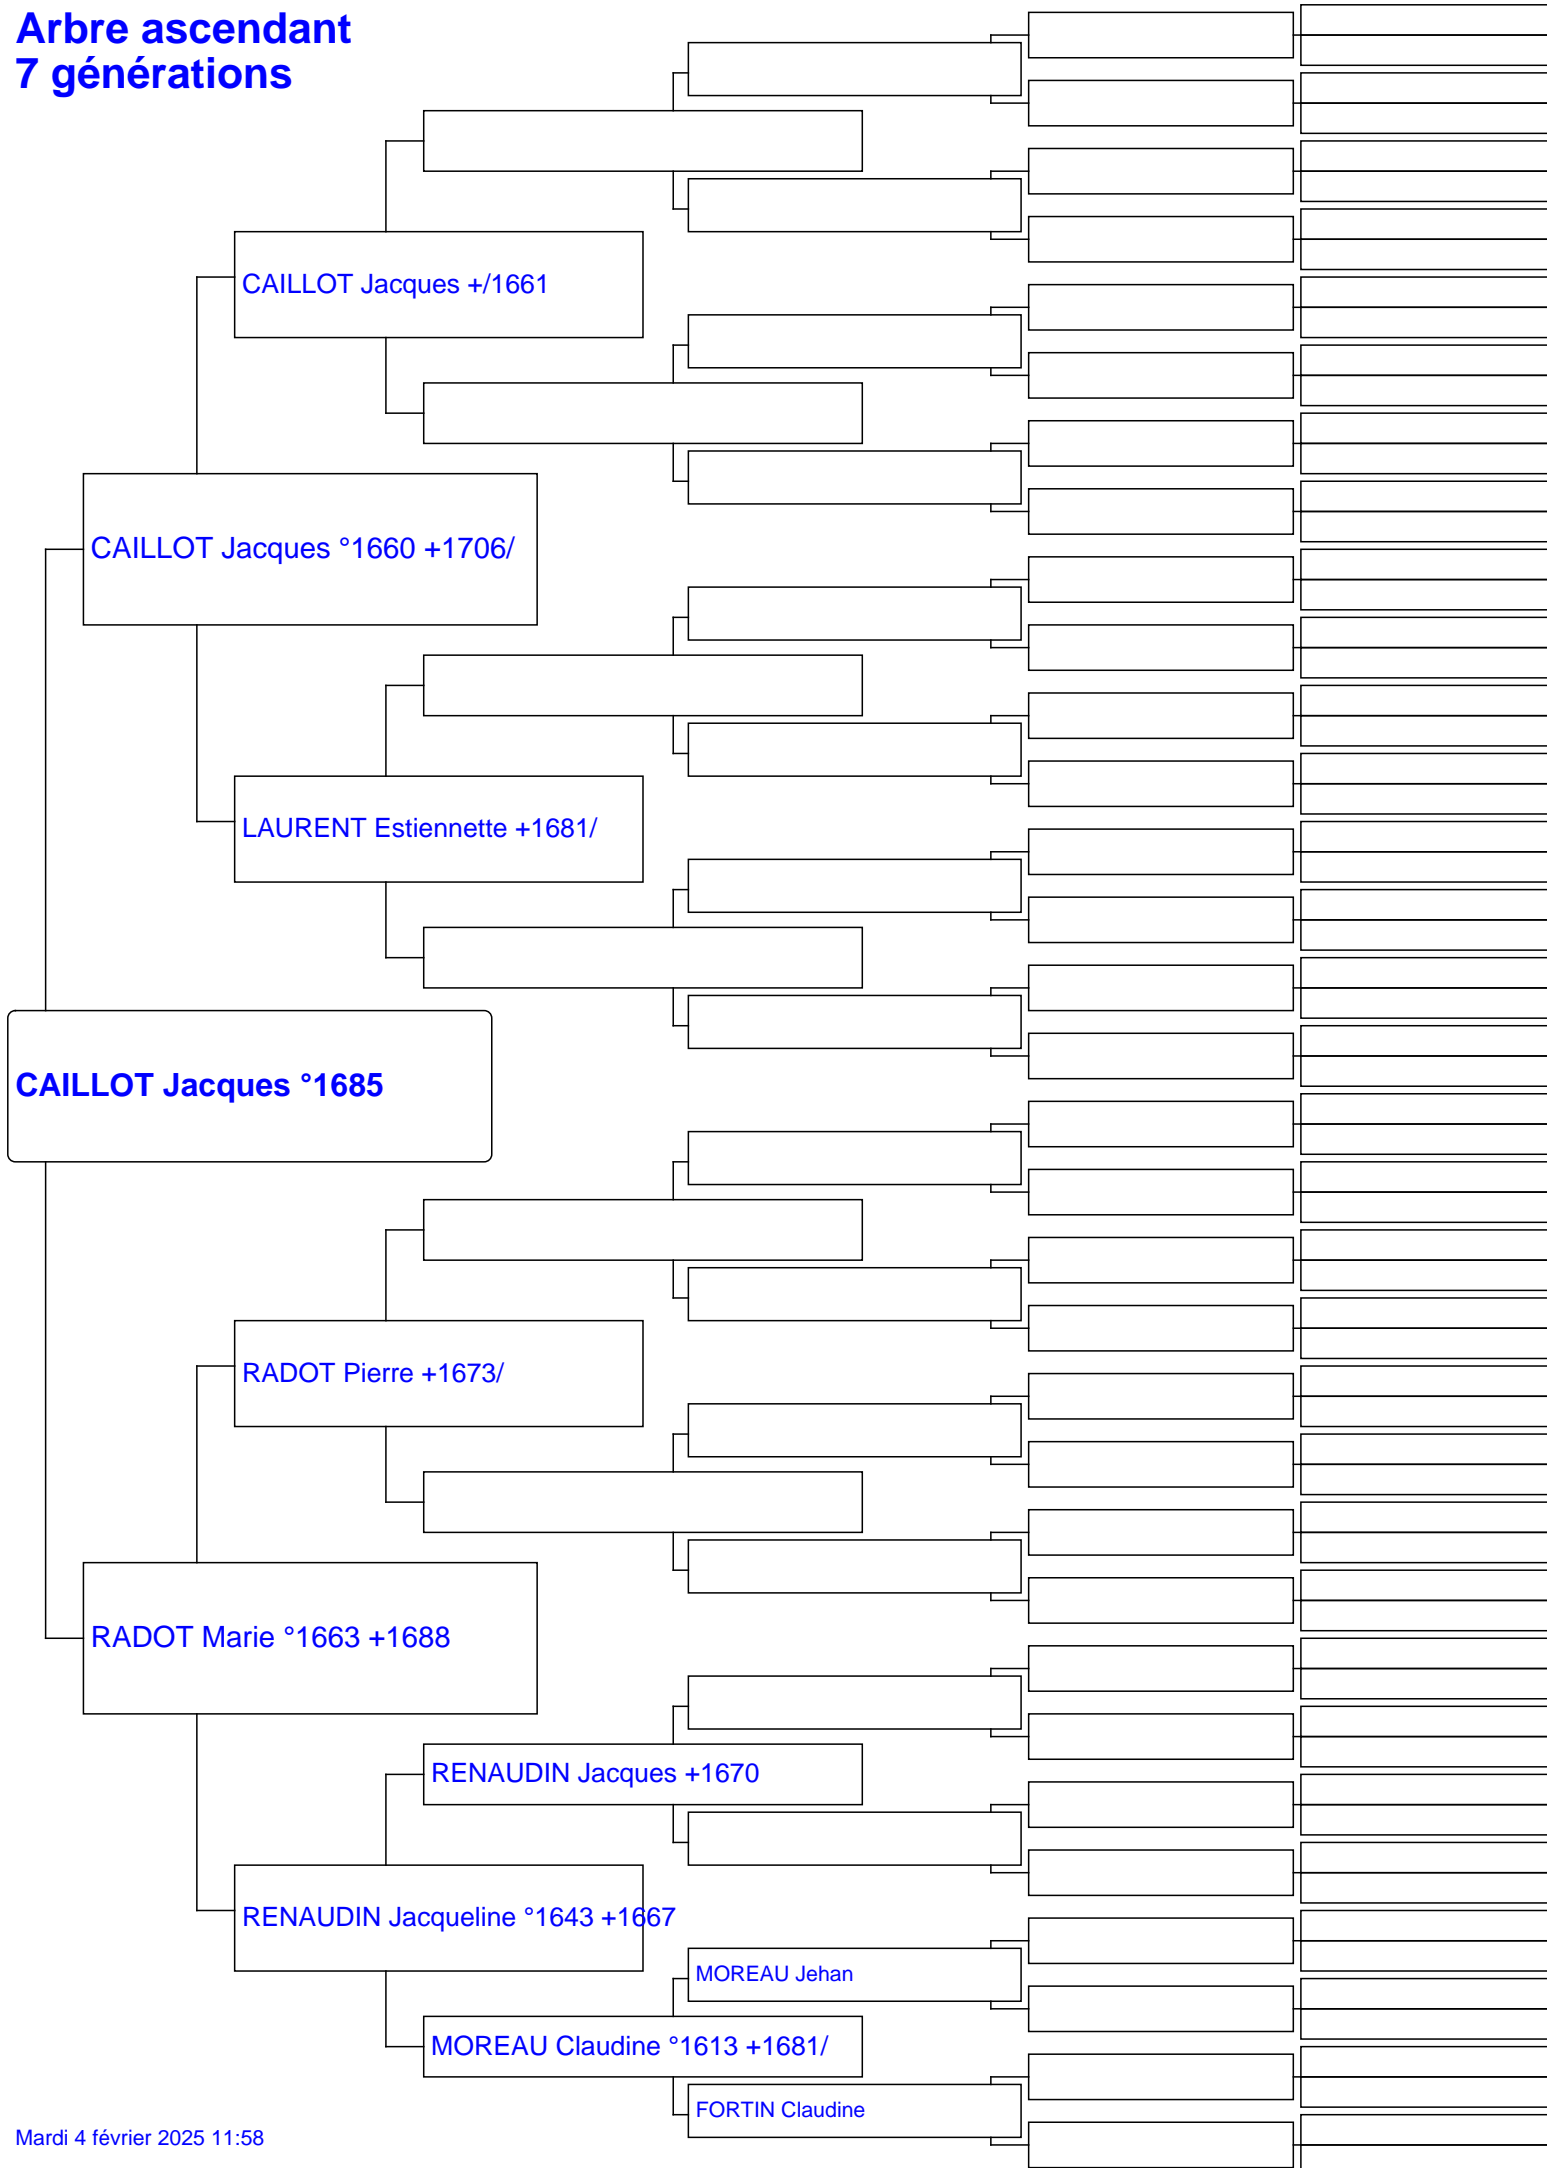 Arbre ascendant
7 générations
CAILLOT Jacques +/1661
CAILLOT Jacques °1660 +1706/
LAURENT Estiennette +1681/
CAILLOT Jacques °1685
RADOT Pierre +1673/
RADOT Marie °1663 +1688
RENAUDIN Jacques +1670
RENAUDIN Jacqueline °1643 +1667
MOREAU Jehan
MOREAU Claudine °1613 +1681/
FORTIN Claudine
Mardi 4 février 2025 11:58